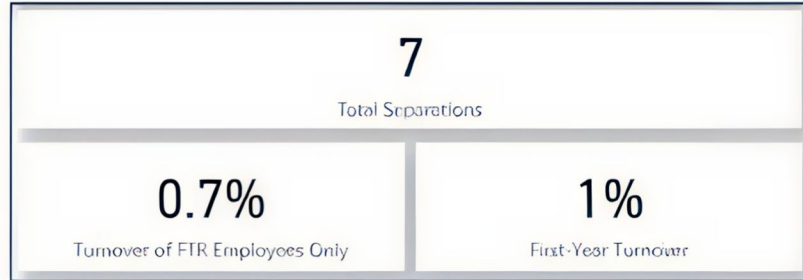 7
Total Separations
0.7%
Turnover of FTR Employees Only
1%
First-Year Turnover